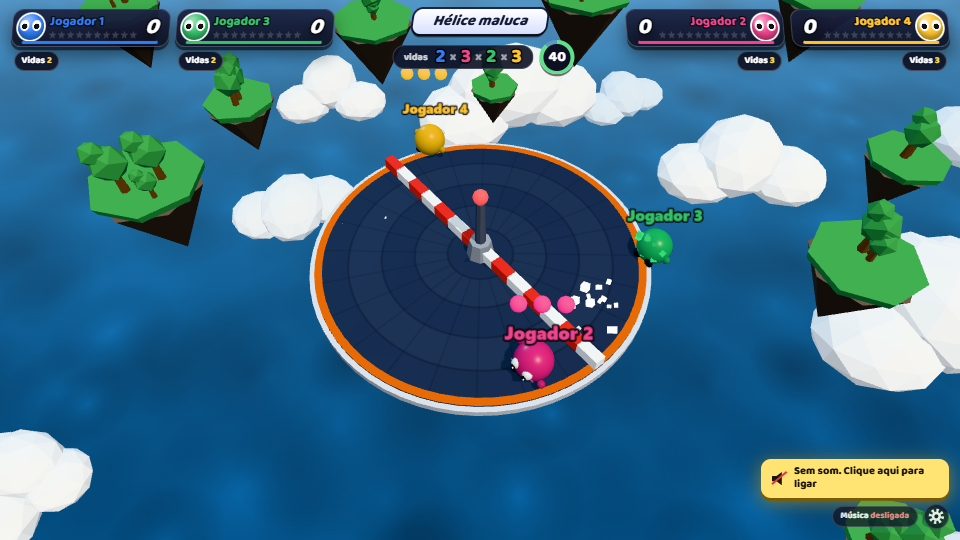 Jogador 1 0
Jogador 3 0
Hélice maluca
0 Jogador 2
0 Jogador 4
Vidas 2
Vidas 2
vidas 2 x 3 x 2 x 3
40
Vidas 3
Vidas 3
Jogador 4
Jogador 3
Jogador 2
Sem som. Clique aqui para
ligar
Música desligada